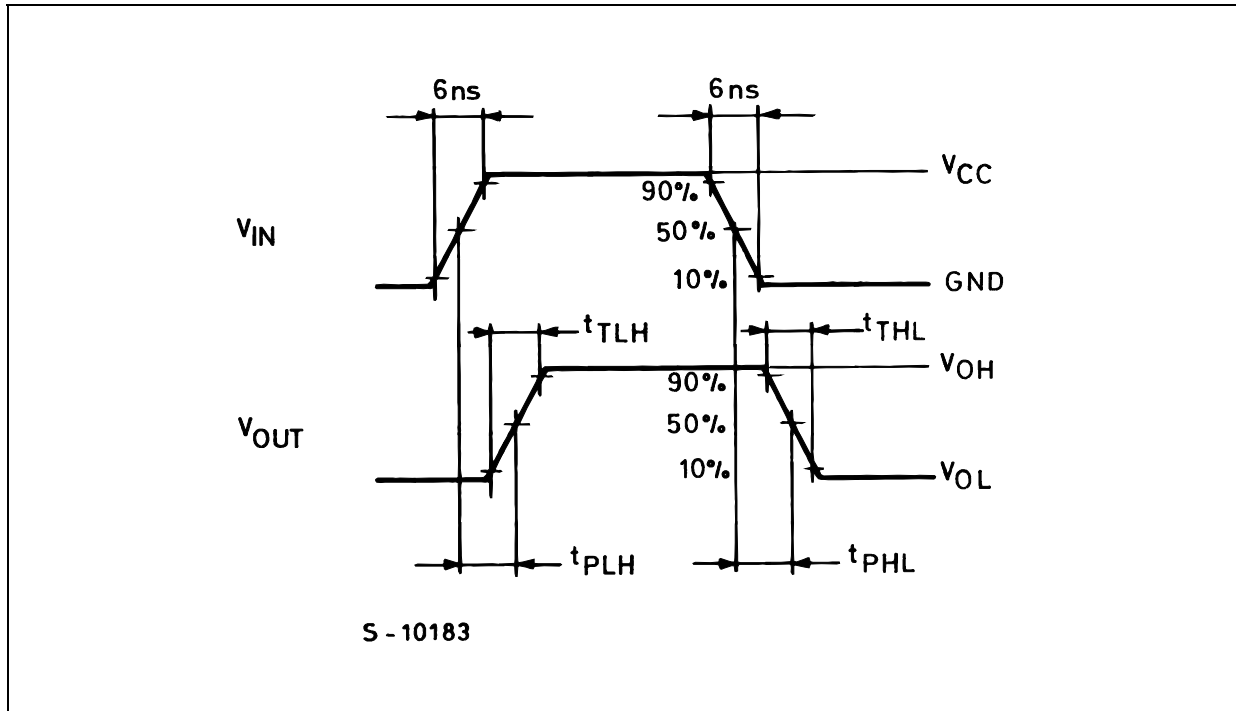 6ns 6ns
VCC
90%
VIN 50%
10% GND
tTLH tTHL
VOH
90%
VOUT 50%
10% VOL
tPLH tPHL
S - 10183